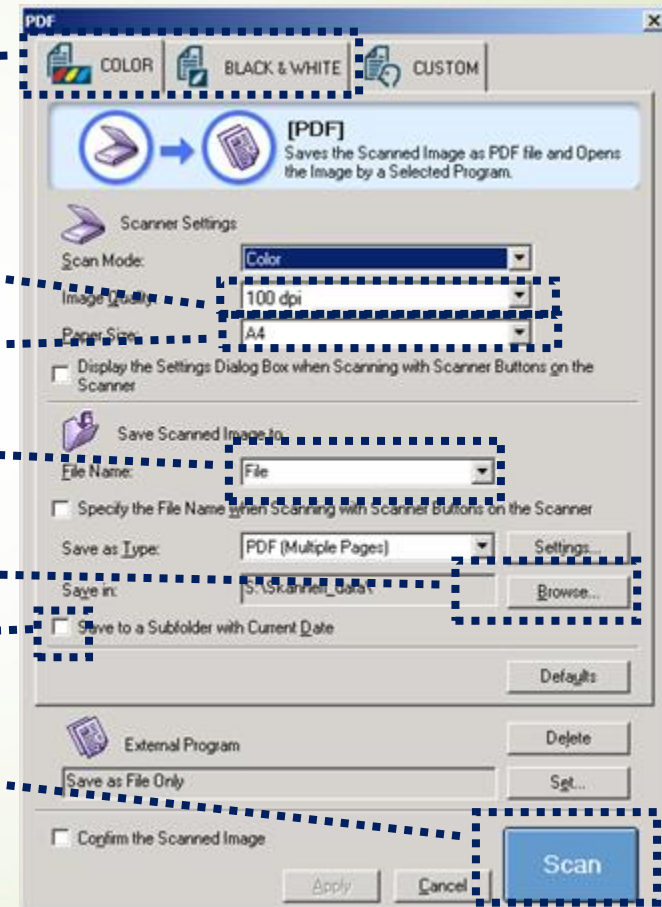 PDF
COLOR BLACK & WHITE CUSTOM
[PDF]
Saves the Scanned Image as PDF file and Opens
the Image by a Selected Program.
Scanner Settings
Scan Mode: Color
Image Quality: 100 dpi
Paper Size: A4
Display the Settings Dialog Box when Scanning with Scanner Buttons on the
Scanner
Save Scanned Image to
File Name: File
Specify the File Name when Scanning with Scanner Buttons on the Scanner
Save as Type: PDF (Multiple Pages) Settings...
Save in: S:\Skanneri_data\ Browse...
Save to a Subfolder with Current Date
Defaults
External Program Delete
Save as File Only Set...
Confirm the Scanned Image
Scan
Apply Cancel